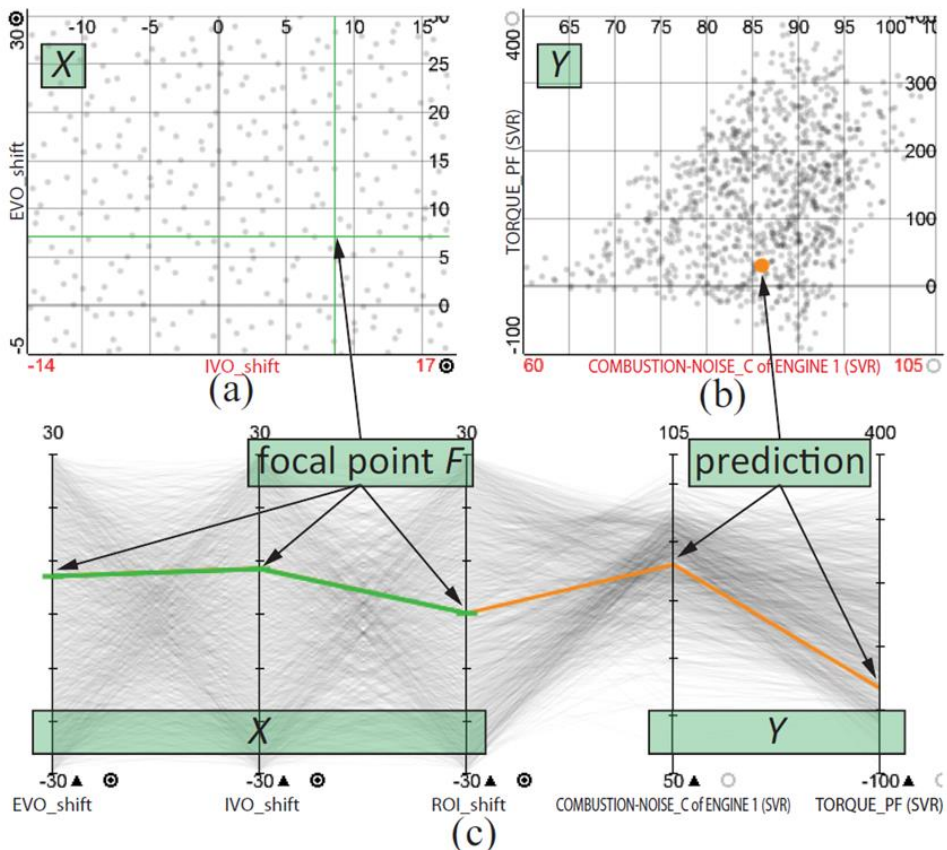 -10 -5 0 5 10 15 30
30
X
25
20
15
10
5
0
-5
EVO_shift
-14 IVO_shift 17
(a)
65 70 75 80 85 90 95 100
400
Y
300
200
100
0
-100
TORQUE_PF (SVR)
60 COMBUSTION-NOISE_C of ENGINE 1 (SVR) 105
(b)
30 30 30 105 400
focal point F
prediction
X
Y
-30 -30 -30 50 -100
EVO_shift IVO_shift ROI_shift COMBUSTION-NOISE_C of ENGINE 1 (SVR) TORQUE_PF (SVR)
(c)